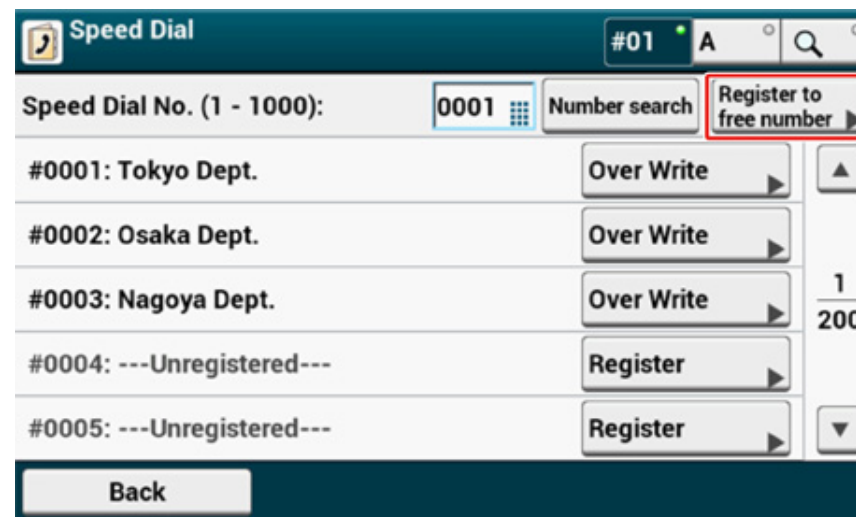 Speed Dial
#01
A
Speed Dial No. (1 - 1000):
0001
Number search
Register to
free number
#0001: Tokyo Dept.
Over Write
#0002: Osaka Dept.
Over Write
#0003: Nagoya Dept.
Over Write
1
200
#0004: ---Unregistered---
Register
#0005: ---Unregistered---
Register
Back